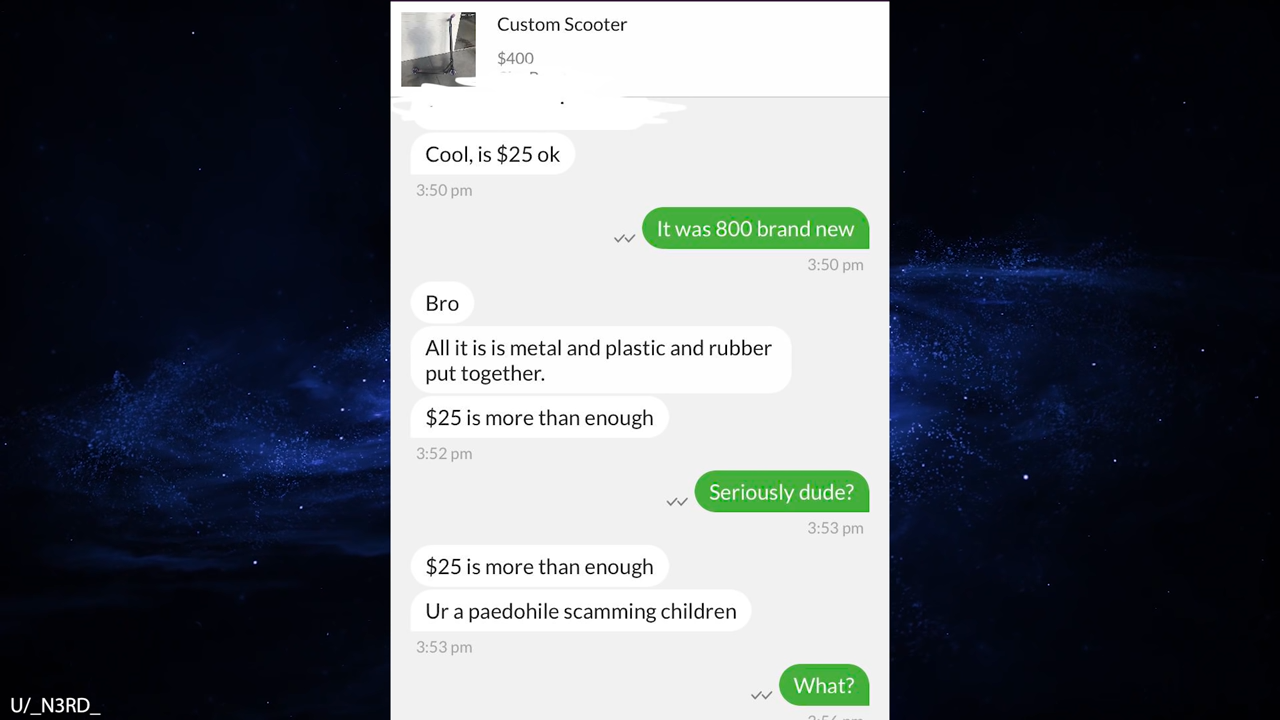 Custom Scooter
$400
Cool, is $25 ok
3:50 pm
It was 800 brand new
3:50 pm
Bro
All it is is metal and plastic and rubber
put together.
$25 is more than enough
3:52 pm
Seriously dude?
3:53 pm
$25 is more than enough
Ur a paedohile scamming children
3:53 pm
What?
U/_N3RD_